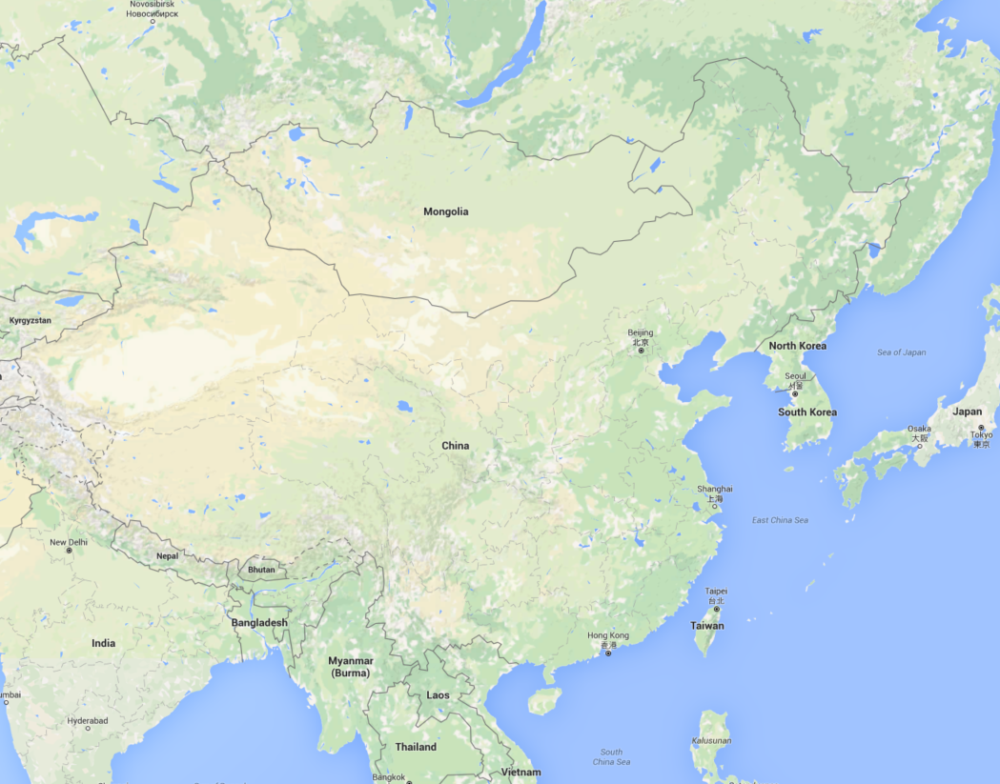 Novosibirsk
Новосибирск
Mongolia
Kyrgyzstan
Beijing
北京
North Korea
Sea of Japan
Seoul
서울
South Korea
Japan
Tokyo
東京
Osaka
大阪
China
Shanghai
上海
East China Sea
New Delhi
Nepal
Bhutan
Taipei
台北
Taiwan
Bangladesh
India
Hong Kong
香港
Myanmar
(Burma)
umbai
Laos
Hyderabad
Thailand
Kalusunan
South
China Sea
Vietnam
Bangkok